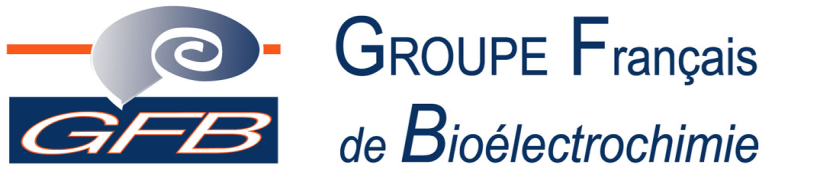 GROUPE Français
de Bioélectrochimie
GFB